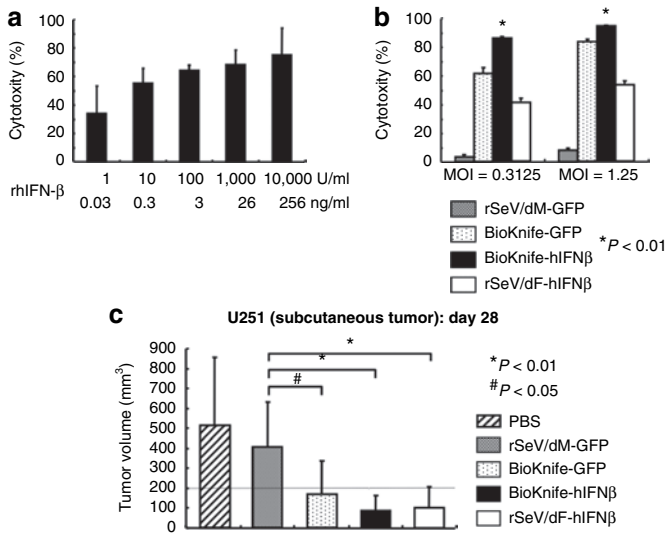 a
Cytotoxity (%)
100
80
60
40
20
0
1 10 100 1,000 10,000 U/ml
rhIFN-β
0.03 0.3 3 26 256 ng/ml
b
Cytotoxity (%)
100
80
60
40
20
0
* *
MOI = 0.3125 MOI = 1.25
rSeV/dM-GFP
BioKnife-GFP
BioKnife-hIFNβ
rSeV/dF-hIFNβ
*P < 0.01
c
U251 (subcutaneous tumor): day 28
Tumor volume (mm³)
900
800
700
600
500
400
300
200
100
0
*
*
#
*P < 0.01
#P < 0.05
PBS
rSeV/dM-GFP
BioKnife-GFP
BioKnife-hIFNβ
rSeV/dF-hIFNβ